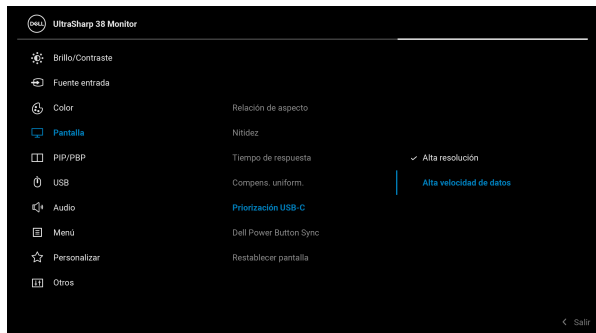 DELL UltraSharp 38 Monitor
Brillo/Contraste
Fuente entrada
Color
Pantalla
PIP/PBP
USB
Audio
Menú
Personalizar
Otros
Relación de aspecto
Nitidez
Tiempo de respuesta
Compens. uniform.
Priorización USB-C
Dell Power Button Sync
Restablecer pantalla
Alta resolución
Alta velocidad de datos
Salir